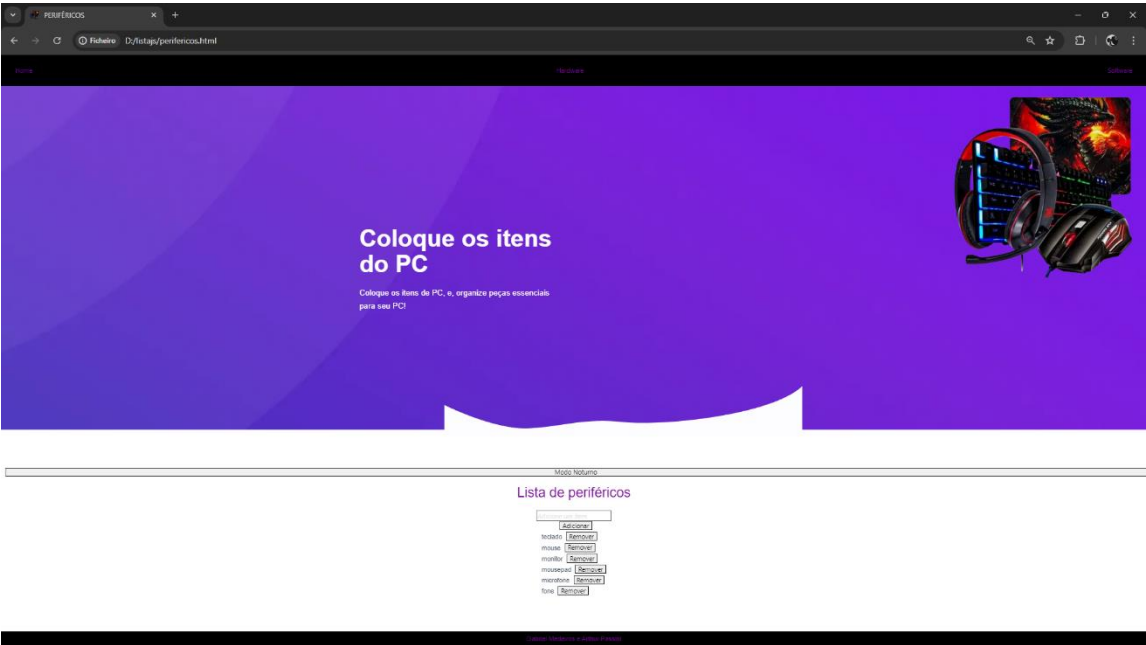 PERIFÉRICOS
Ficheiro D:/listajs/perifericos.html
Home Hardware Software
Coloque os itens
do PC
Coloque os itens de PC, e, organize peças essenciais
para seu PC!
Modo Noturno
Lista de periféricos
Adicionar
teclado Remover
mouse Remover
monitor Remover
mousepad Remover
microfone Remover
fone Remover